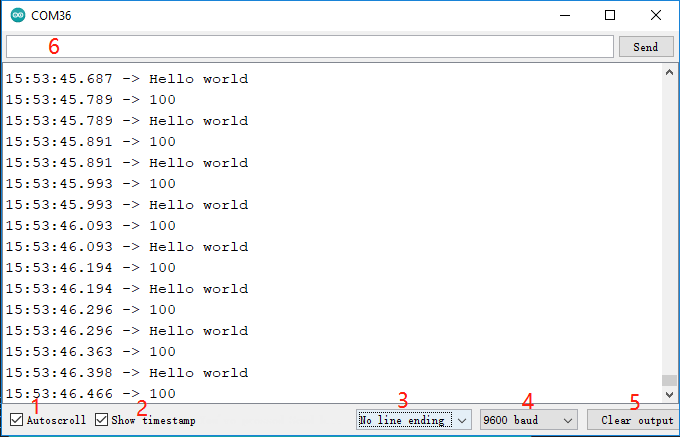 COM36
6
Send
15:53:45.687 -> Hello world
15:53:45.789 -> 100
15:53:45.789 -> Hello world
15:53:45.891 -> 100
15:53:45.891 -> Hello world
15:53:45.993 -> 100
15:53:45.993 -> Hello world
15:53:46.093 -> 100
15:53:46.093 -> Hello world
15:53:46.194 -> 100
15:53:46.194 -> Hello world
15:53:46.296 -> 100
15:53:46.296 -> Hello world
15:53:46.363 -> 100
15:53:46.398 -> Hello world
15:53:46.466 -> 100
1 2 3 4 5
Autoscroll Show timestamp No line ending 9600 baud Clear output